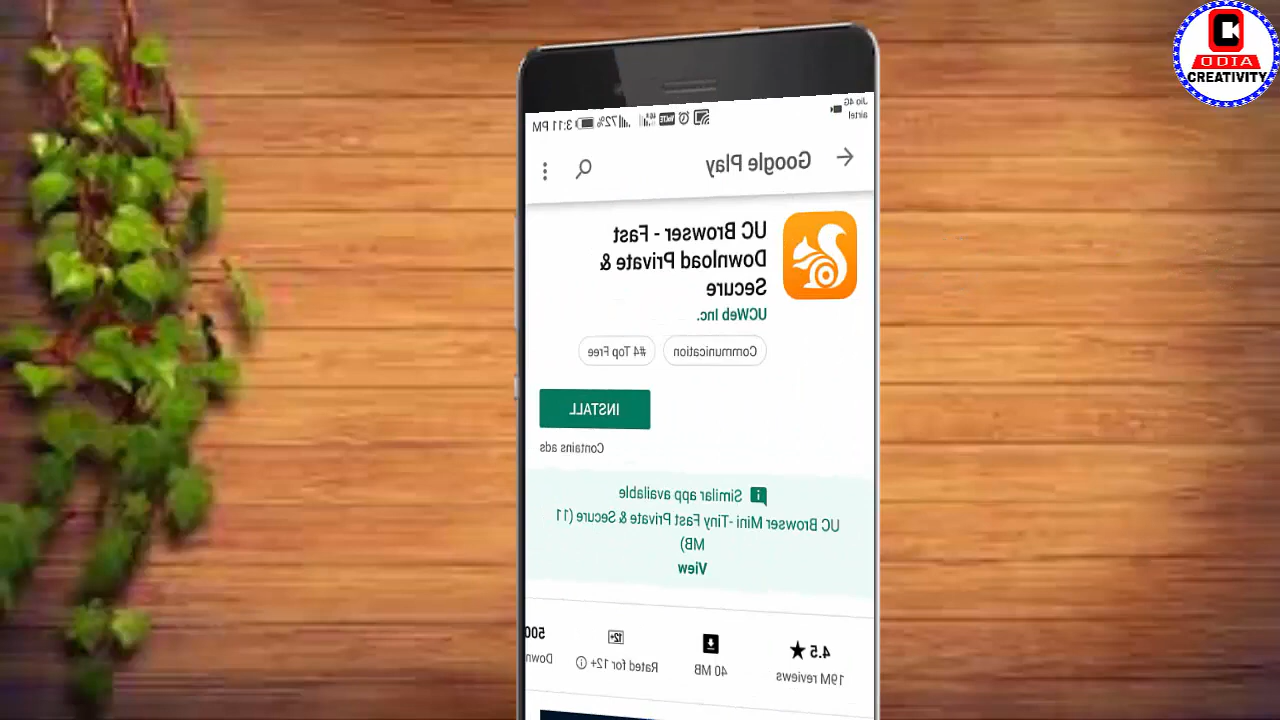 C
ODIA
CREATIVITY
Jio 4G
airtel
4G VoLTE 72% 3:11 PM
Google Play
UC Browser - Fast
Download Private &
Secure
UCWeb Inc.
Communication
#4 Top Free
INSTALL
Contains ads
Similar app available
UC Browser Mini -Tiny Fast Private & Secure (11
MB)
View
4.5 ★
19M reviews
40 MB
12+
Rated for 12+
500
Down